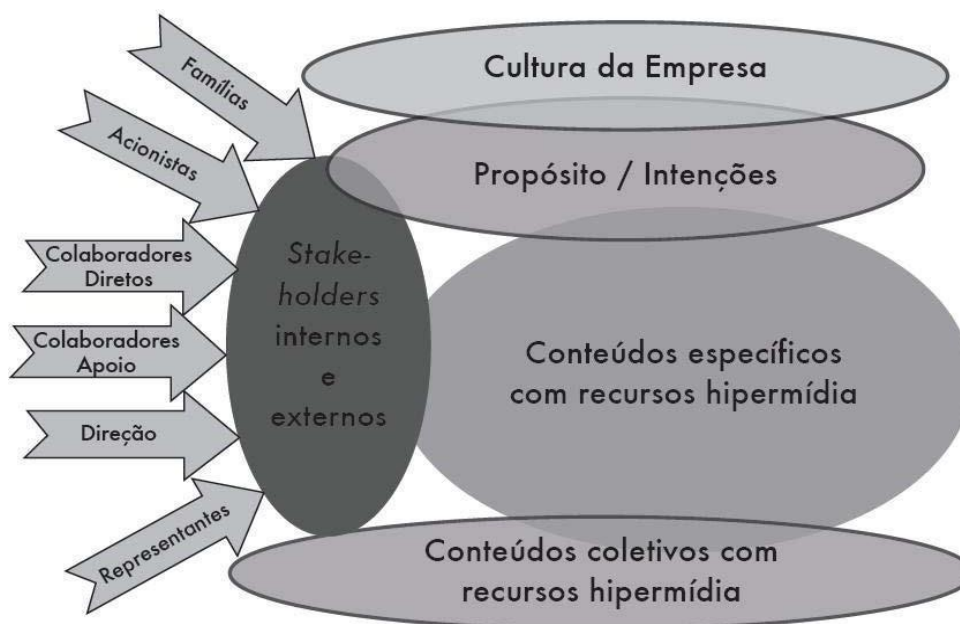 Famílias
Acionistas
Colaboradores
Diretos
Colaboradores
Apoio
Direção
Representantes
Stake-
holders
internos
e
externos
Cultura da Empresa
Propósito / Intenções
Conteúdos específicos
com recursos hipermídia
Conteúdos coletivos com
recursos hipermídia